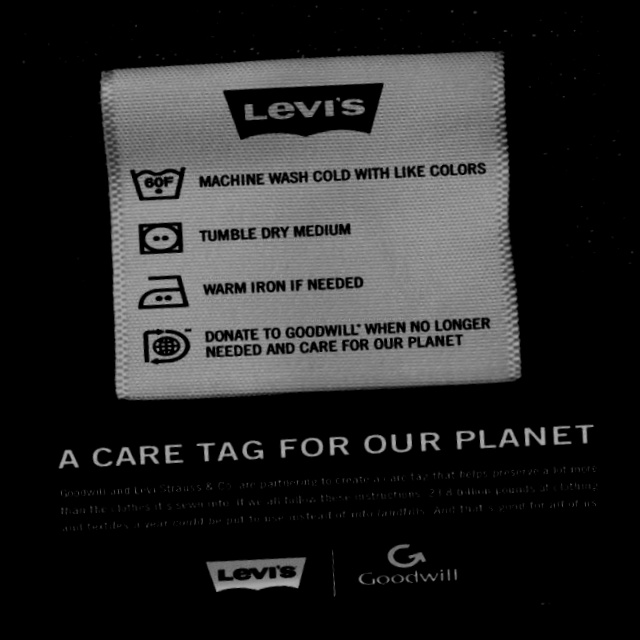 Levi's
60F
MACHINE WASH COLD WITH LIKE COLORS
TUMBLE DRY MEDIUM
WARM IRON IF NEEDED
DONATE TO GOODWILL® WHEN NO LONGER
NEEDED AND CARE FOR OUR PLANET
A CARE TAG FOR OUR PLANET
Goodwill and Levi Strauss & Co. are partnering to create a care tag that helps preserve a lot more
than the clothes it's sewn into. If we all follow these instructions, 23.8 billion pounds of clothing
and textiles a year could be put to use instead of into landfills. And that's good for all of us.
Levi's
Goodwill